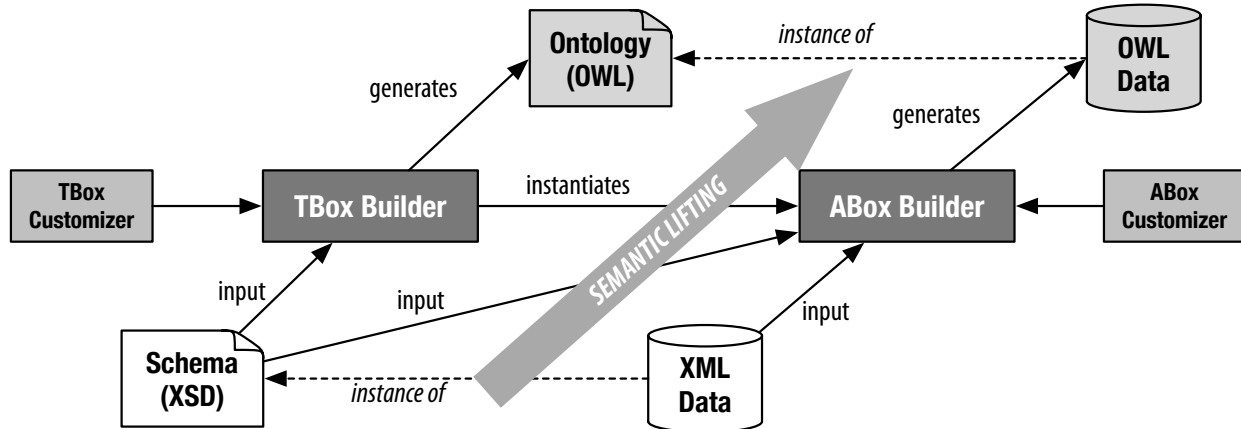 Ontology
(OWL)
instance of
OWL
Data
generates
generates
TBox
Customizer
TBox Builder
instantiates
SEMANTIC LIFTING
ABox Builder
ABox
Customizer
input
input
input
Schema
(XSD)
instance of
XML
Data